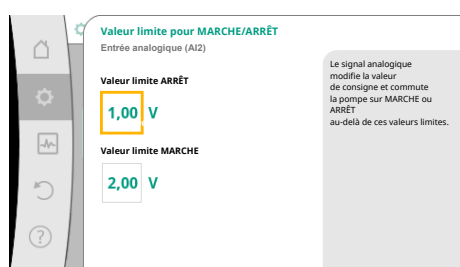 Valeur limite pour MARCHE/ARRÊT
Entrée analogique (AI2)
Valeur limite ARRÊT
1,00 V
Valeur limite MARCHE
2,00 V
Le signal analogique
modifie la valeur
de consigne et commute
la pompe sur MARCHE ou
ARRÊT
au-delà de ces valeurs limites.
?